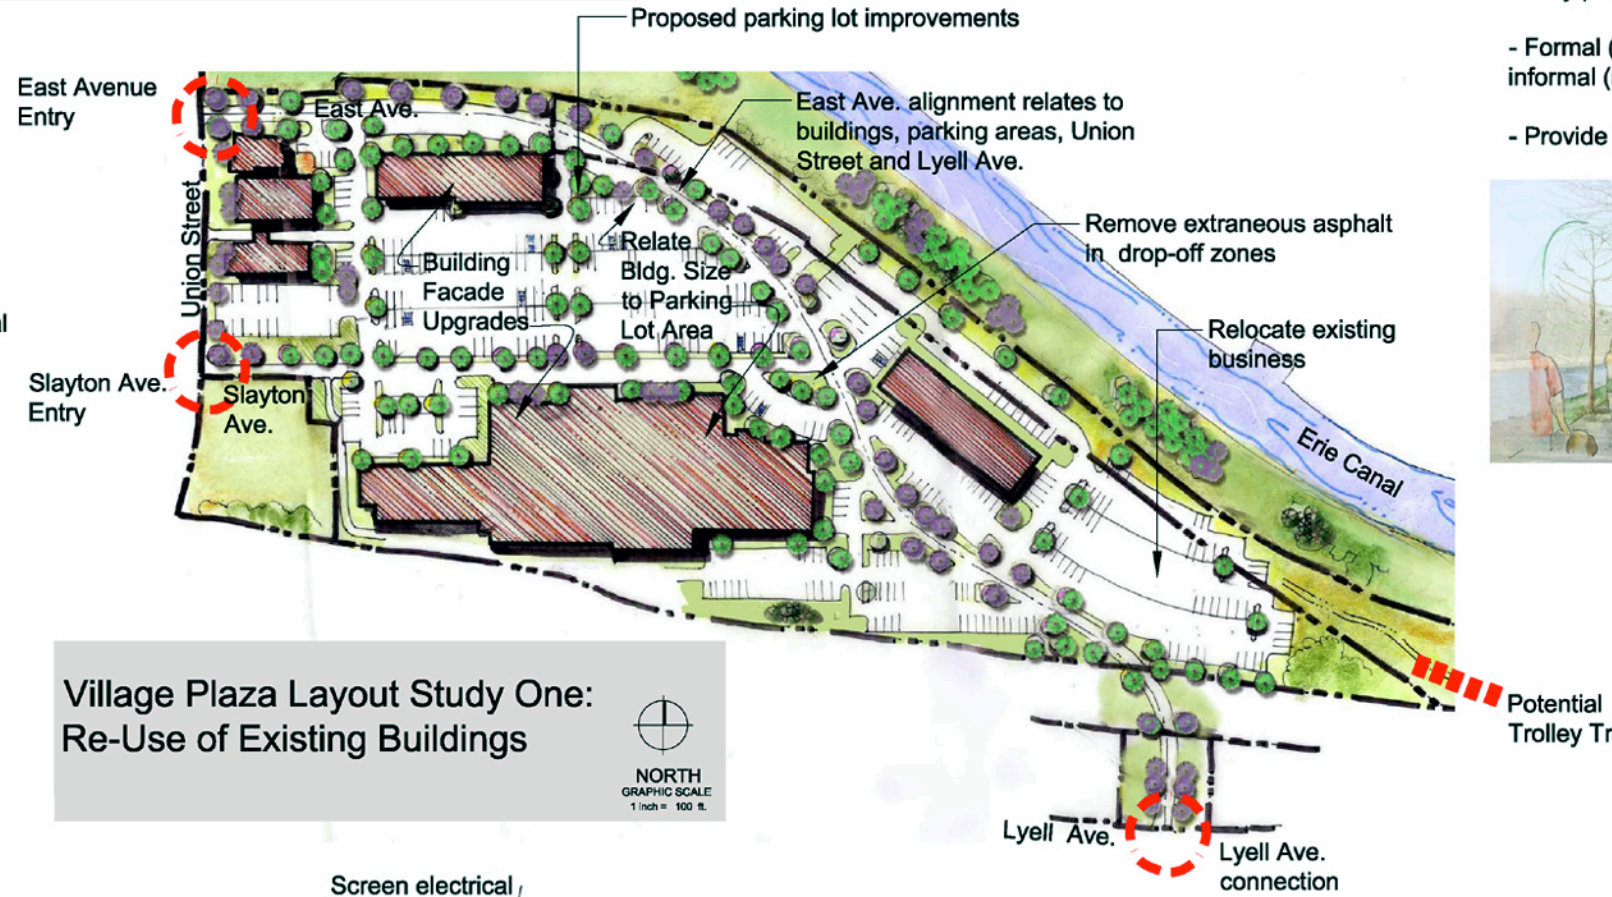 Proposed parking lot improvements
- Formal
informal
- Provide
East Avenue
Entry
East Ave.
East Ave. alignment relates to
buildings, parking areas, Union
Street and Lyell Ave.
Union Street
Remove extraneous asphalt
in drop-off zones
Relate
Bldg. Size
to Parking
Lot Area
Building
Facade
Upgrades
Relocate existing
business
Slayton Ave.
Entry
Slayton
Ave.
Erie Canal
Village Plaza Layout Study One:
Re-Use of Existing Buildings
NORTH
GRAPHIC SCALE
1 inch = 100 ft.
Potential
Trolley Tr
Lyell Ave.
Lyell Ave.
connection
Screen electrical